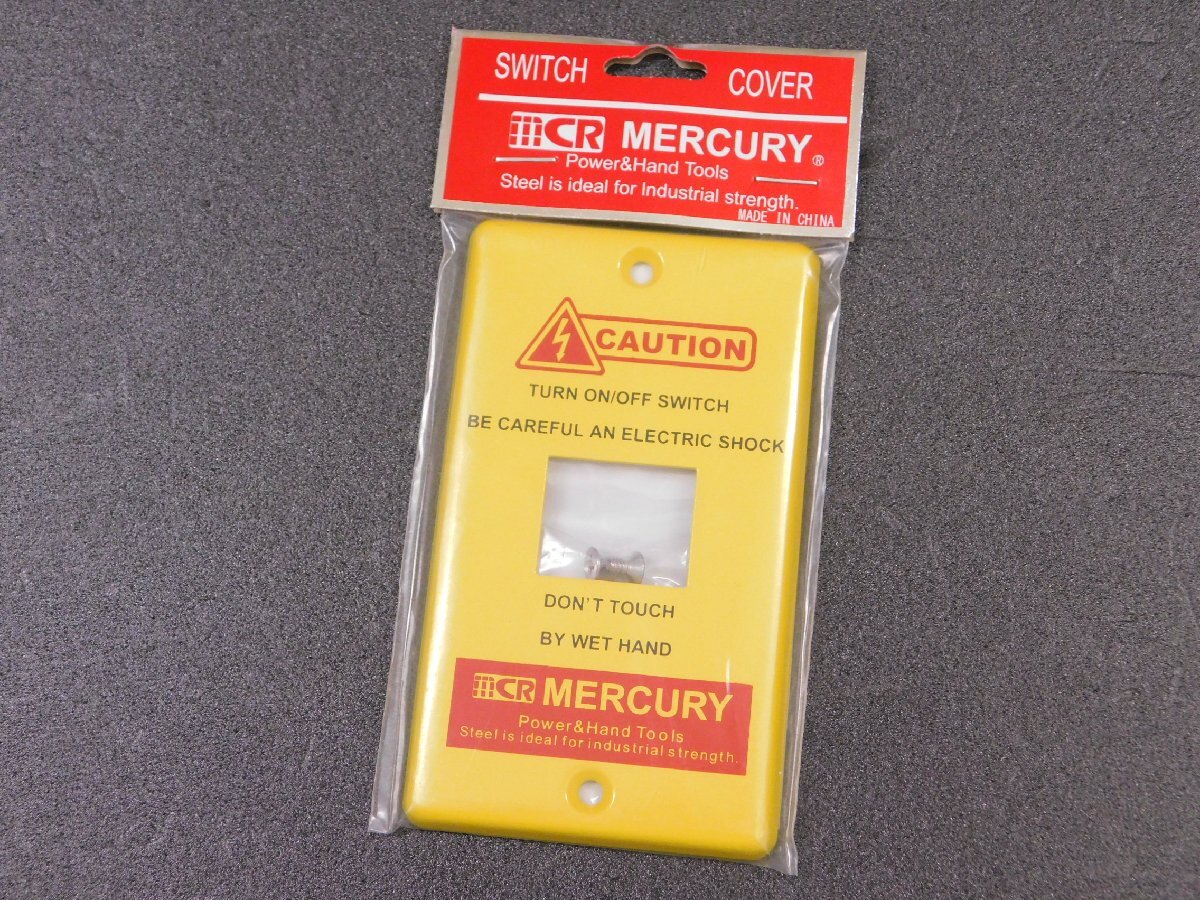 SWITCH COVER
mCR MERCURY®
Power&Hand Tools
Steel is ideal for Industrial strength.
MADE IN CHINA
CAUTION
TURN ON/OFF SWITCH
BE CAREFUL AN ELECTRIC SHOCK
DON'T TOUCH
BY WET HAND
mCR MERCURY
Power&Hand Tools
Steel is ideal for industrial strength.